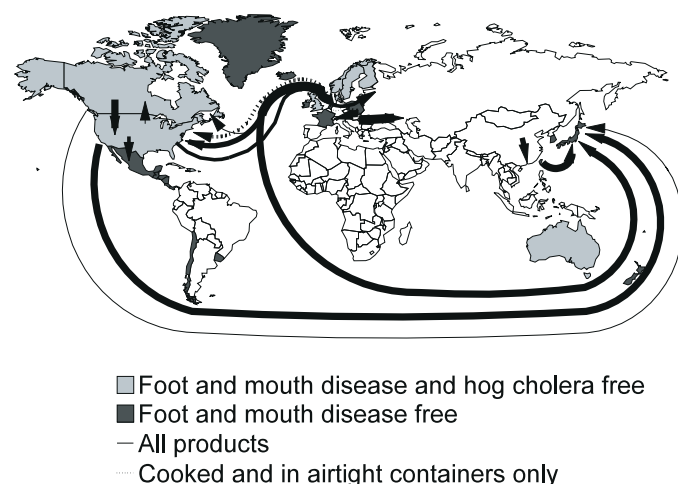 Foot and mouth disease and hog cholera free
Foot and mouth disease free
All products
Cooked and in airtight containers only